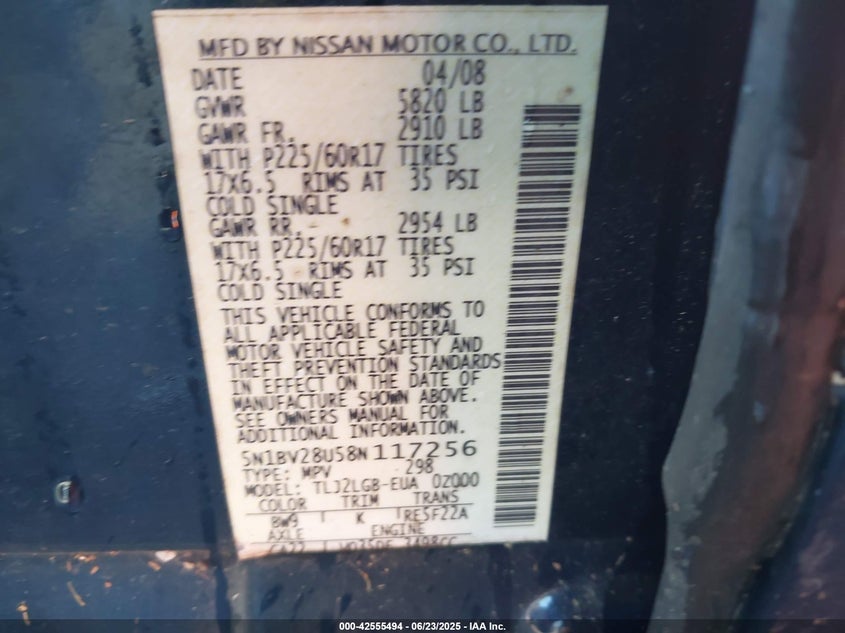 MFD BY NISSAN MOTOR CO., LTD.
DATE 04/08
GVWR 5820 LB
GAWR FR. 2910 LB
WITH P225/60R17 TIRES
17X6.5 RIMS AT 35 PSI
COLD SINGLE
GAWR RR. 2954 LB
WITH P225/60R17 TIRES
17X6.5 RIMS AT 35 PSI
COLD SINGLE
THIS VEHICLE CONFORMS TO
ALL APPLICABLE FEDERAL
MOTOR VEHICLE SAFETY AND
THEFT PREVENTION STANDARDS
IN EFFECT ON THE DATE OF
MANUFACTURE SHOWN ABOVE.
SEE OWNERS MANUAL FOR
ADDITIONAL INFORMATION.
5N1BV28U58N117256
TYPE: MPV 298
MODEL: TLJ2LGB-EUA 0Z000
COLOR TRIM TRANS
BW9 K RE5F22A
AXLE ENGINE
3498CC
000-42555494 - 06/23/2025 - IAA Inc.